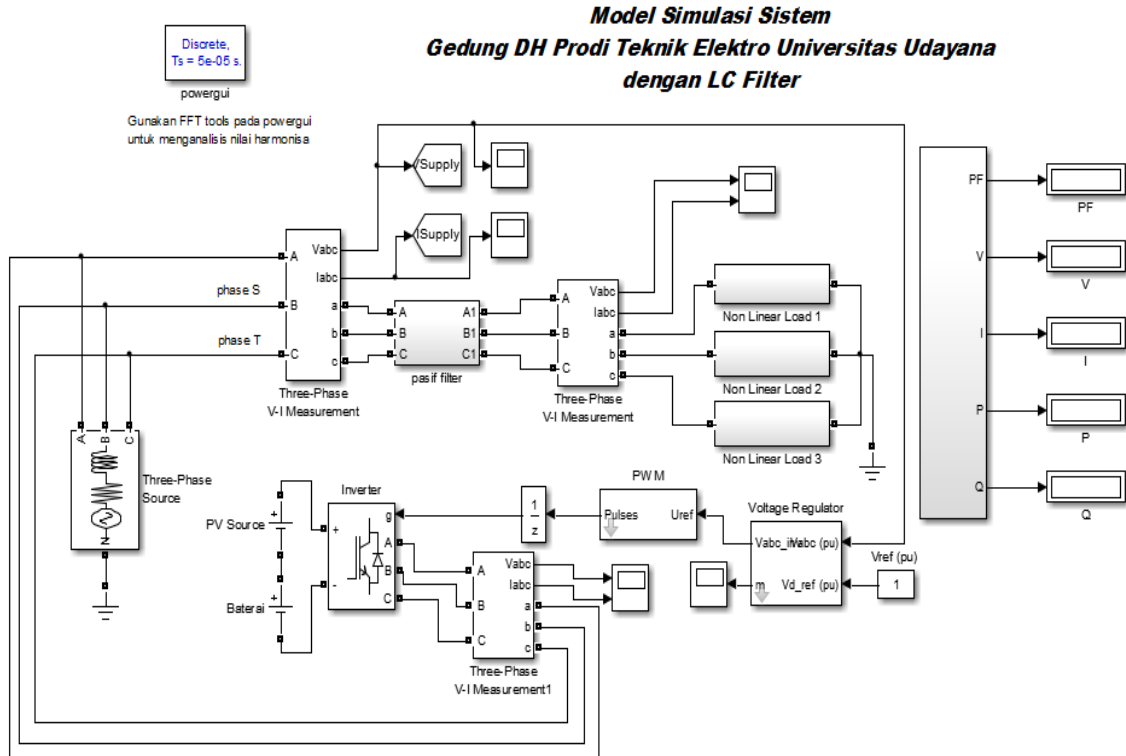 Model Simulasi Sistem
Gedung DH Prodi Teknik Elektro Universitas Udayana
dengan LC Filter
Discrete,
Ts = 5e-05 s.
powergui
Gunakan FFT tools pada powergui
untuk menganalisis nilai harmonisa
VSupply
ISupply
A
B
C
Vabc
Iabc
a
b
c
phase S
phase T
Three-Phase
V-I Measurement
A
B
C
A1
B1
C1
pasif filter
A
B
C
Vabc
Iabc
a
b
c
Three-Phase
V-I Measurement
Non Linear Load 1
Non Linear Load 2
Non Linear Load 3
PF
V
I
P
Q
PF
V
I
P
Q
A
B
C
N
Three-Phase
Source
PV Source
+
Baterai
+
Inverter
+
-
g
A
B
C
1
z
PWM
Pulses
Uref
Voltage Regulator
Vabc (pu)
m
Vd_ref (pu)
Vref (pu)
1
A
B
C
Vabc
Iabc
a
b
c
Three-Phase
V-I Measurement1